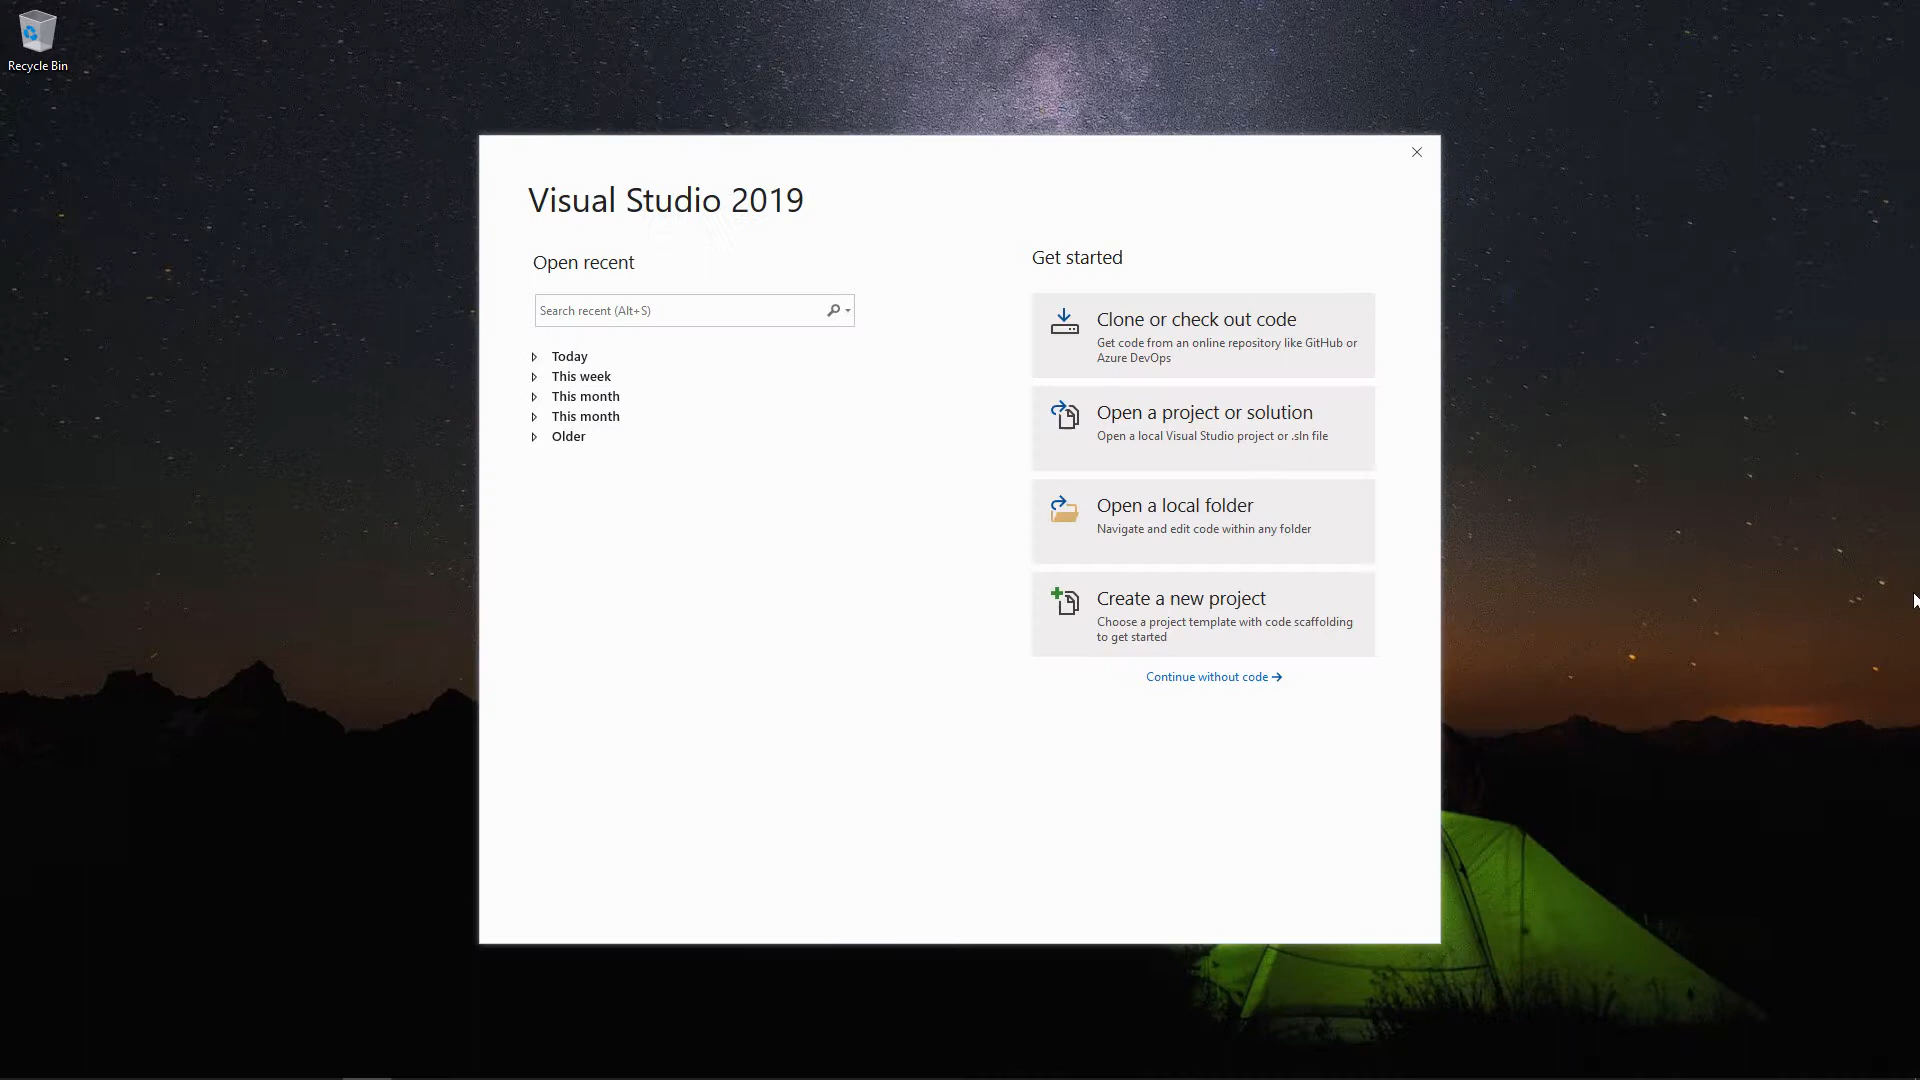 Recycle Bin
Visual Studio 2019
Open recent
Search recent (Alt+S)
Today
This week
This month
This month
Older
Get started
Clone or check out code
Get code from an online repository like GitHub or
Azure DevOps
Open a project or solution
Open a local Visual Studio project or .sln file
Open a local folder
Navigate and edit code within any folder
Create a new project
Choose a project template with code scaffolding
to get started
Continue without code